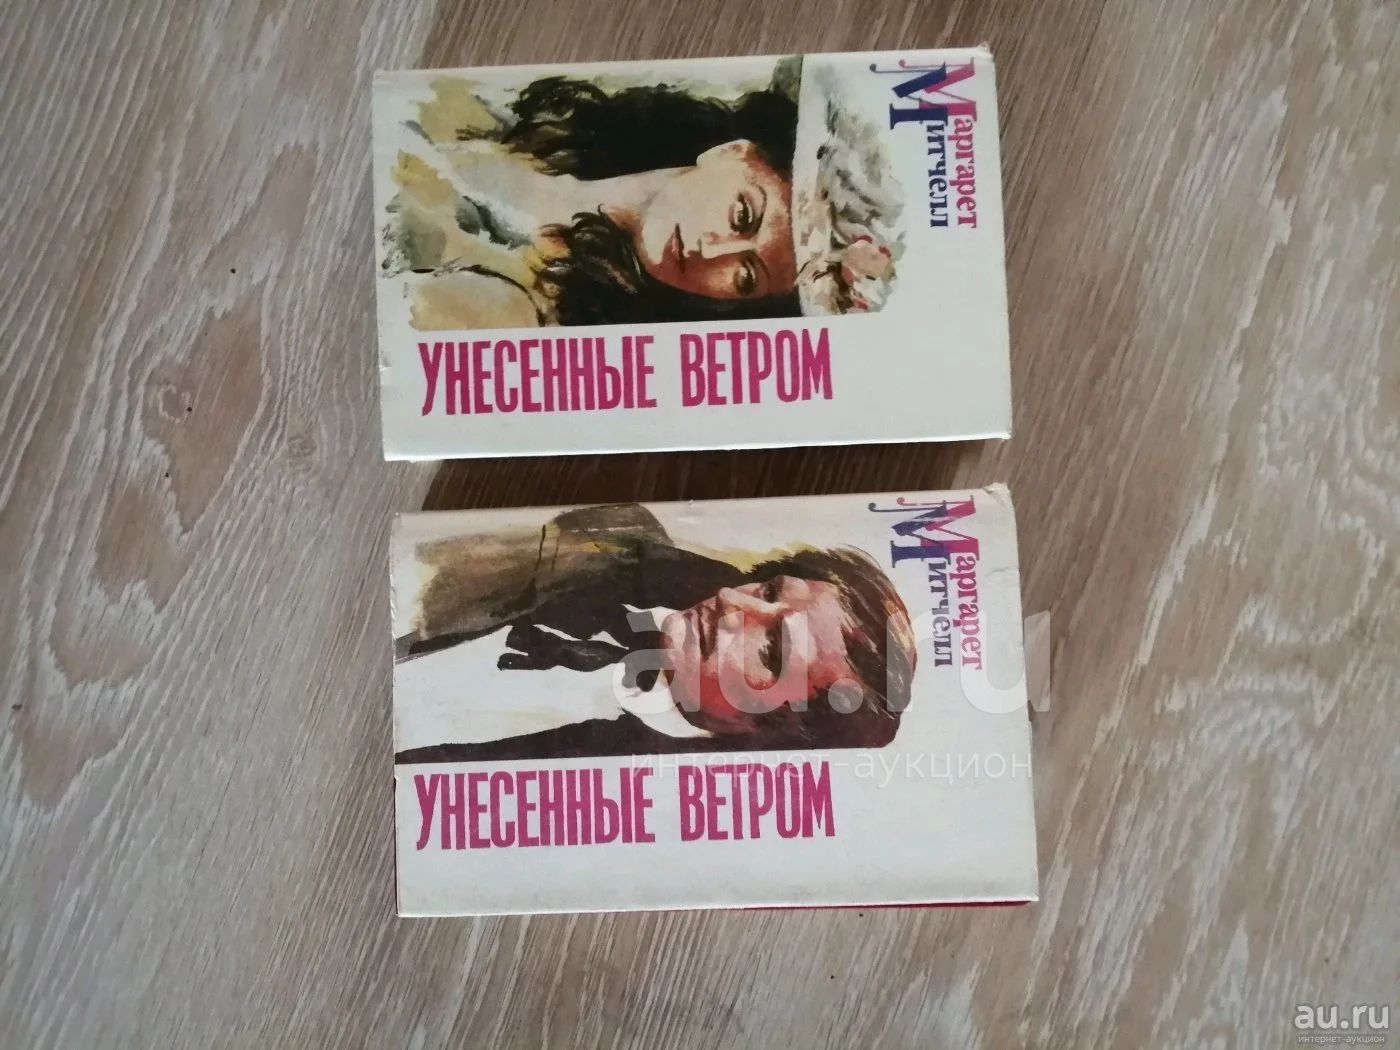 Маргарет
Митчелл
УНЕСЕННЫЕ ВЕТРОМ
Маргарет
Митчелл
УНЕСЕННЫЕ ВЕТРОМ
au.ru
интернет-аукцион
au.ru
интернет-аукцион